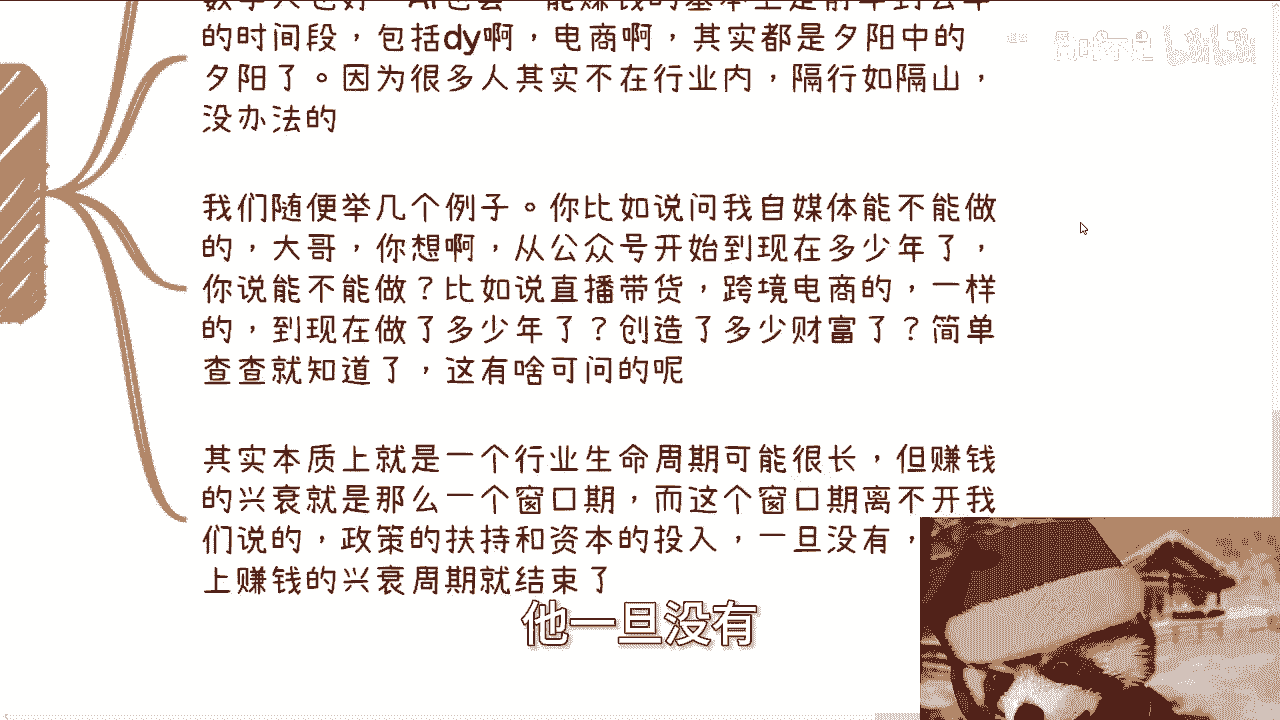 的时间段，包括dy啊，电商啊，其实都是夕阳中的
夕阳了。因为很多人其实不在行业内，隔行如隔山，
没办法的
我们随便举几个例子。你比如说问我自媒体能不能做
的，大哥，你想啊，从公众号开始到现在多少年了，
你说能不能做？比如说直播带货，跨境电商的，一样
的，到现在做了多少年了？创造了多少财富了？简单
查查就知道了，这有啥可问的呢
其实本质上就是一个行业生命周期可能很长，但赚钱
的兴衰就是那么一个窗口期，而这个窗口期离不开我
们说的，政策的扶持和资本的投入，一旦没有，
上赚钱的兴衰周期就结束了
他一旦没有